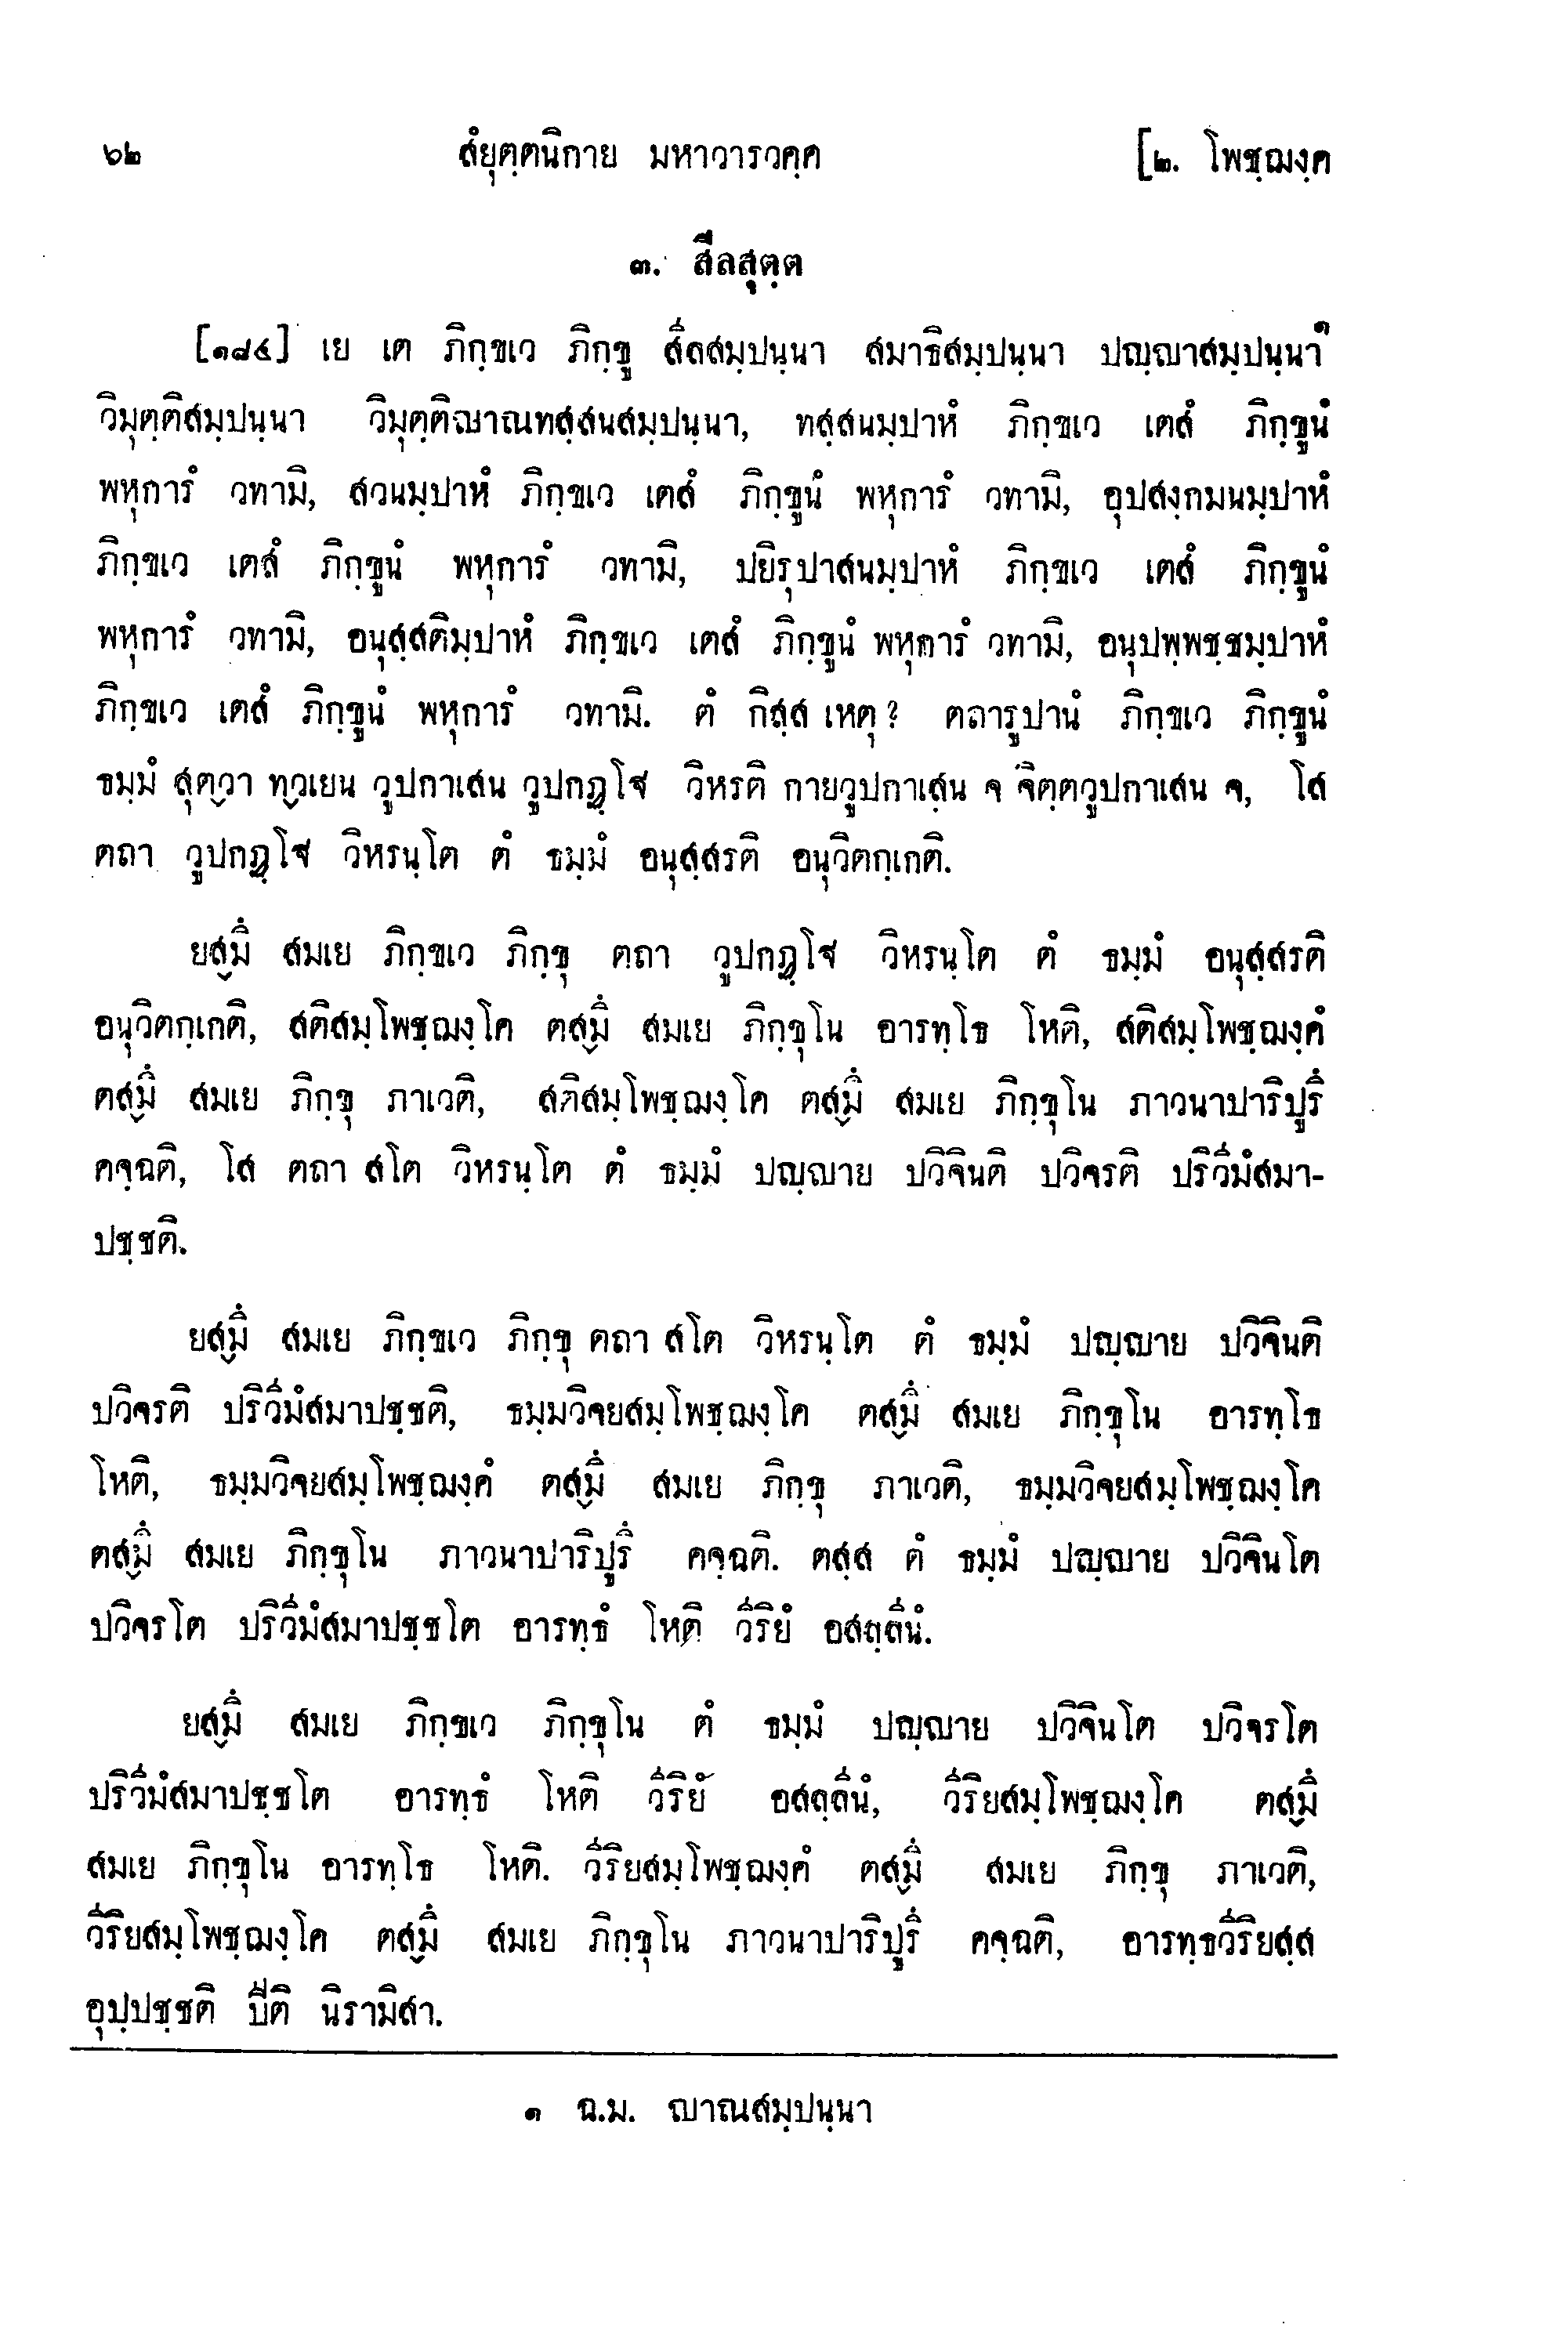 ๖๒ สํยุตฺตนิกาย มหาวารวคฺค [๒. โพชฺฌงฺค
๓. สีลสุตฺต
[๑๘๔] เย เต ภิกฺขเว ภิกฺขู สีลสมฺปนฺนา สมาธิสมฺปนฺนา ปญฺญาสมฺปนฺนา๑
วิมุตฺติสมฺปนฺนา วิมุตฺติญาณทสฺสนสมฺปนฺนา, ทสฺสนมฺปาหํ ภิกฺขเว เตสํ ภิกฺขูนํ
พหุการํ วทามิ, สวนมฺปาหํ ภิกฺขเว เตสํ ภิกฺขูนํ พหุการํ วทามิ, อุปสงฺกมนมฺปาหํ
ภิกฺขเว เตสํ ภิกฺขูนํ พหุการํ วทามิ, ปยิรุปาสนมฺปาหํ ภิกฺขเว เตสํ ภิกฺขูนํ
พหุการํ วทามิ, อนุสฺสติมฺปาหํ ภิกฺขเว เตสํ ภิกฺขูนํ พหุการํ วทามิ, อนุปพฺพชฺชมฺปาหํ
ภิกฺขเว เตสํ ภิกฺขูนํ พหุการํ วทามิ. ตํ กิสฺส เหตุ? ตถารูปานํ ภิกฺขเว ภิกฺขูนํ
ธมฺมํ สุตฺวา ทฺวเยน วูปกาเสน วูปกฏฺโฐ วิหรติ กายวูปกาเสน จ จิตฺตวูปกาเสน จ, โส
ตถา วูปกฏฺโฐ วิหรนฺโต ตํ ธมฺมํ อนุสฺสรติ อนุวิตกฺเกติ.
ยสฺมึ สมเย ภิกฺขเว ภิกฺขุ ตถา วูปกฏฺโฐ วิหรนฺโต ตํ ธมฺมํ อนุสฺสรติ
อนุวิตกฺเกติ, สติสมฺโพชฺฌงฺโค ตสฺมึ สมเย ภิกฺขุโน อารทฺโธ โหติ, สติสมฺโพชฺฌงฺคํ
ตสฺมึ สมเย ภิกฺขุ ภาเวติ, สติสมฺโพชฺฌงฺโค ตสฺมึ สมเย ภิกฺขุโน ภาวนาปาริปูรึ
คจฺฉติ, โส ตถา สโต วิหรนฺโต ตํ ธมฺมํ ปญฺญาย ปวิจินติ ปวิจรติ ปริวีมํสมา-
ปชฺชติ.
ยสฺมึ สมเย ภิกฺขเว ภิกฺขุ ตถา สโต วิหรนฺโต ตํ ธมฺมํ ปญฺญาย ปวิจินติ
ปวิจรติ ปริวีมํสมาปชฺชติ, ธมฺมวิจยสมฺโพชฺฌงฺโค ตสฺมึ สมเย ภิกฺขุโน อารทฺโธ
โหติ, ธมฺมวิจยสมฺโพชฺฌงฺคํ ตสฺมึ สมเย ภิกฺขุ ภาเวติ, ธมฺมวิจยสมฺโพชฺฌงฺโค
ตสฺมึ สมเย ภิกฺขุโน ภาวนาปาริปูรึ คจฺฉติ. ตสฺส ตํ ธมฺมํ ปญฺญาย ปวิจินโต
ปวิจรโต ปริวีมํสมาปชฺชโต อารทฺธํ โหติ วีริยํ อสลฺลีนํ.
ยสฺมึ สมเย ภิกฺขเว ภิกฺขุโน ตํ ธมฺมํ ปญฺญาย ปวิจินโต ปวิจรโต
ปริวีมํสมาปชฺชโต อารทฺธํ โหติ วีริยํ อสลฺลีนํ, วีริยสมฺโพชฺฌงฺโค ตสฺมึ
สมเย ภิกฺขุโน อารทฺโธ โหติ. วีริยสมฺโพชฺฌงฺคํ ตสฺมึ สมเย ภิกฺขุ ภาเวติ,
วีริยสมฺโพชฺฌงฺโค ตสฺมึ สมเย ภิกฺขุโน ภาวนาปาริปูรึ คจฺฉติ, อารทฺธวีริยสฺส
อุปฺปชฺชติ ปีติ นิรามิสา.
๑ ฉ.ม. ญาณสมฺปนฺนา